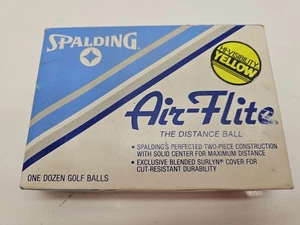 SPALDING
HI-VISIBILITY
YELLOW
Air-Flite
THE DISTANCE BALL
• SPALDING'S PERFECTED TWO-PIECE CONSTRUCTION
WITH SOLID CENTER FOR MAXIMUM DISTANCE
• EXCLUSIVE BLENDED SURLYN® COVER FOR
CUT-RESISTANT DURABILITY
ONE DOZEN GOLF BALLS